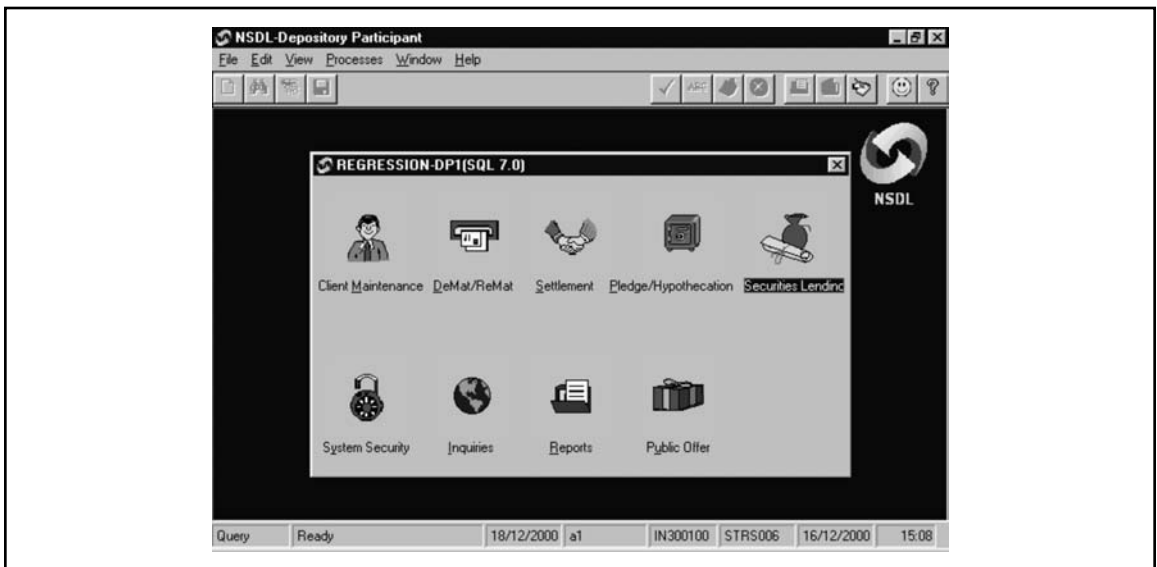 NSDL-Depository Participant
File Edit View Processes Window Help
NSDL
REGRESSION-DP1(SQL 7.0)
Client Maintenance DeMat/ReMat Settlement Pledge/Hypothecation Securities Lending
System Security Inquiries Reports Public Offer
Query Ready 18/12/2000 a1 IN300100 STRS006 16/12/2000 15:08